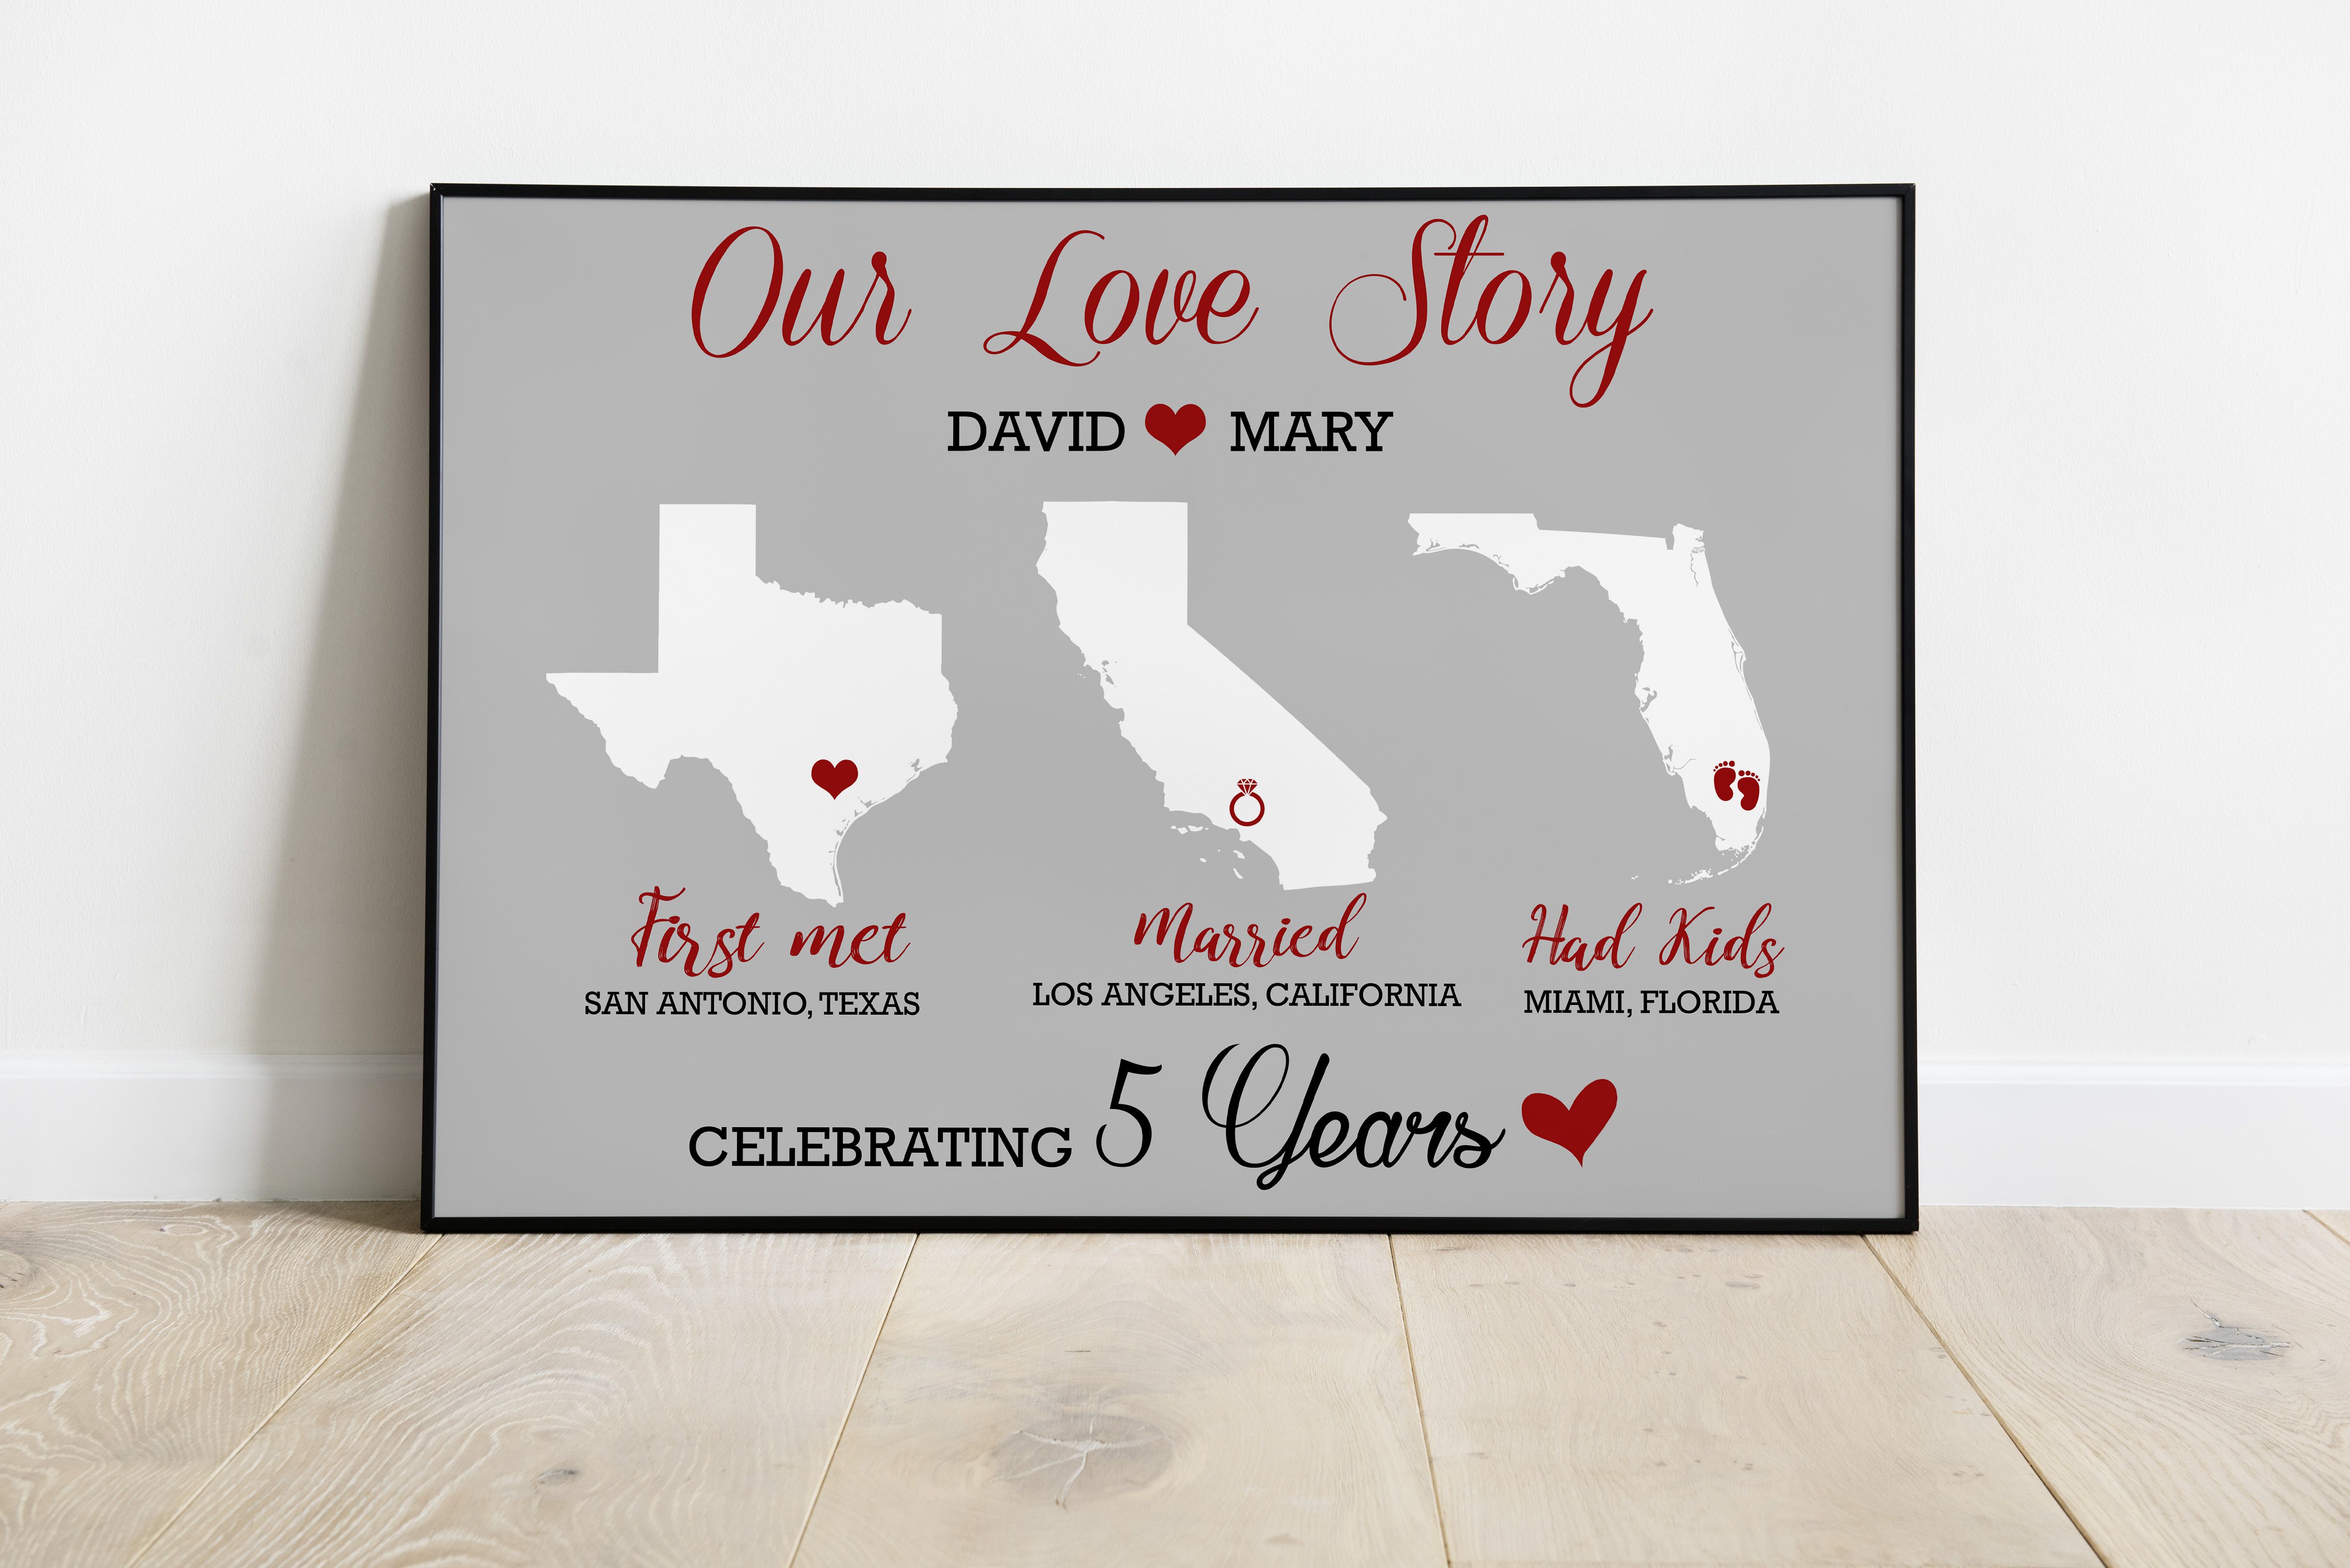 Our Love Story
DAVID MARY
First met
SAN ANTONIO, TEXAS
Married
LOS ANGELES, CALIFORNIA
Had Kids
MIAMI, FLORIDA
CELEBRATING 5 Years